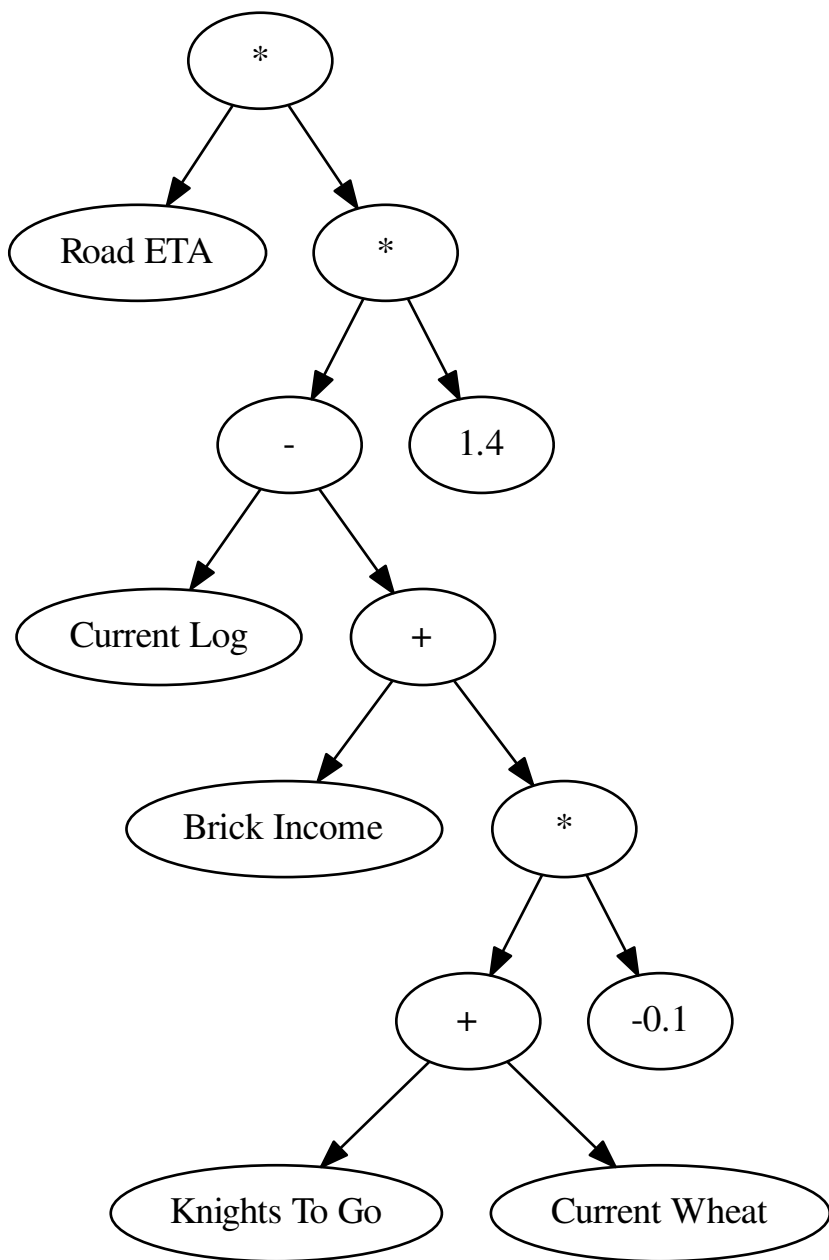 *
Road ETA
*
-
1.4
Current Log
+
Brick Income
*
+
-0.1
Knights To Go
Current Wheat